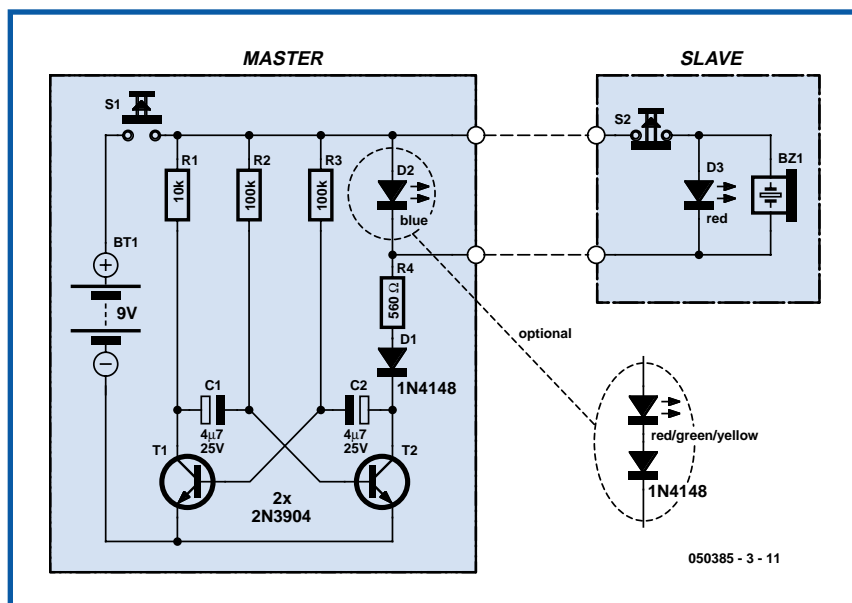 MASTER
SLAVE
S1
S2
R1
R2
R3
10k
100k
100k
D2
blue
D3
red
BZ1
BT1
9V
R4
560 Ω
D1
1N4148
optional
C1
4µ7
25V
C2
4µ7
25V
T1
T2
2x
2N3904
red/green/yellow
1N4148
050385 - 3 - 11